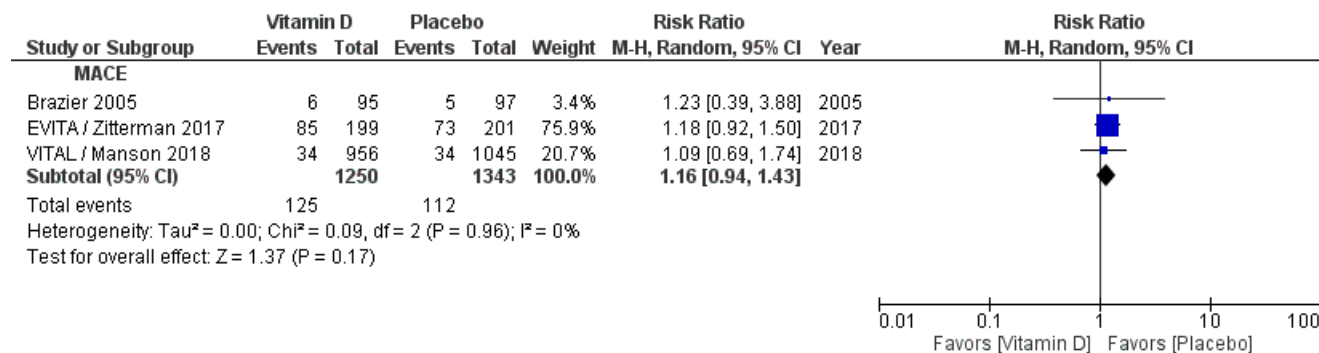 Vitamin D Placebo Risk Ratio Risk Ratio
Study or Subgroup Events Total Events Total Weight M-H, Random, 95% CI Year M-H, Random, 95% CI
MACE
Brazier 2005 6 95 5 97 3.4% 1.23 [0.39, 3.88] 2005
EVITA / Zitterman 2017 85 199 73 201 75.9% 1.18 [0.92, 1.50] 2017
VITAL / Manson 2018 34 956 34 1045 20.7% 1.09 [0.69, 1.74] 2018
Subtotal (95% CI) 1250 1343 100.0% 1.16 [0.94, 1.43]
Total events 125 112
Heterogeneity: Tau² = 0.00; Chi² = 0.09, df = 2 (P = 0.96); I² = 0%
Test for overall effect: Z = 1.37 (P = 0.17)
0.01 0.1 1 10 100
Favors [Vitamin D] Favors [Placebo]